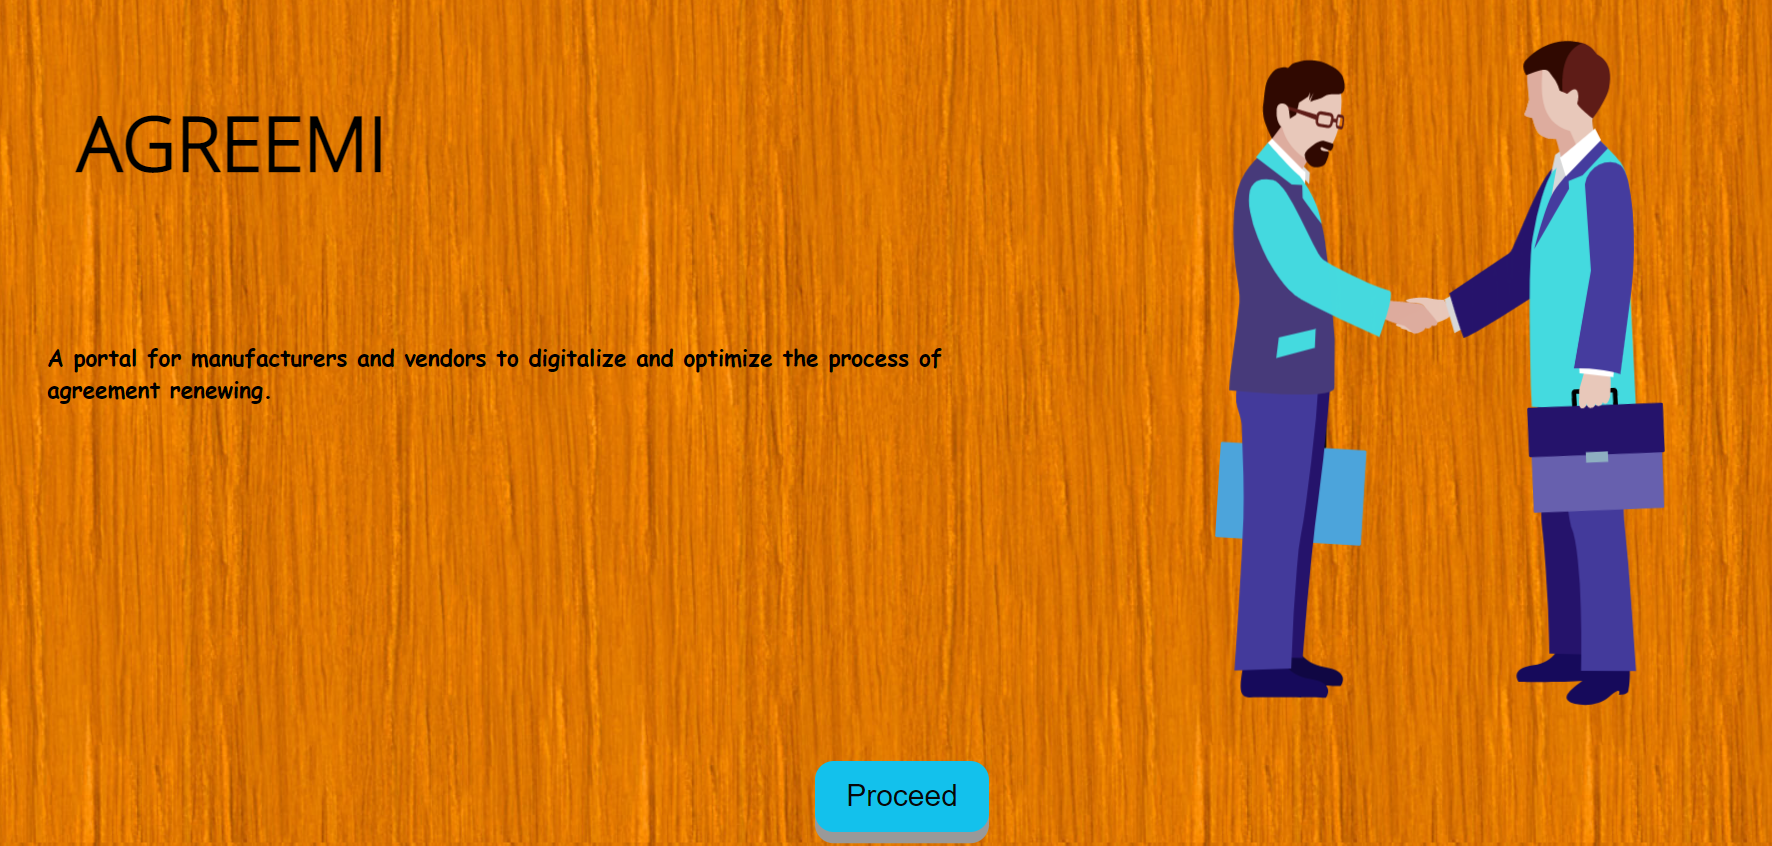 AGREEMI
A portal for manufacturers and vendors to digitalize and optimize the process of
agreement renewing.
Proceed